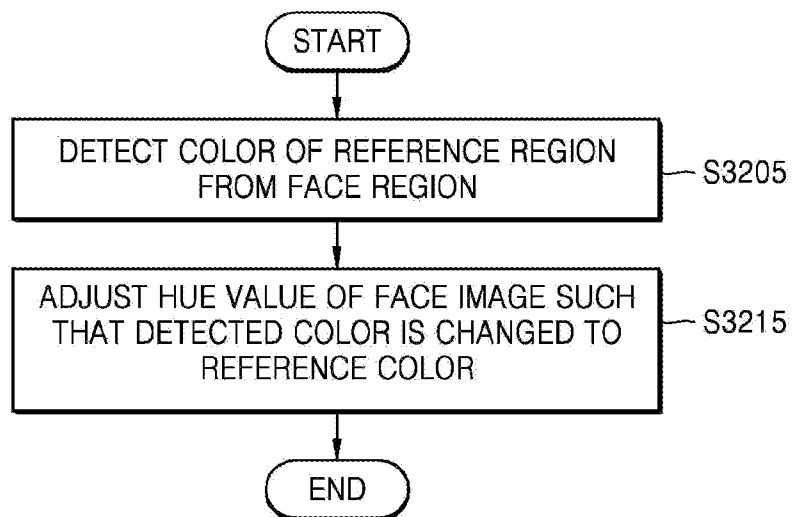 START
DETECT COLOR OF REFERENCE REGION
FROM FACE REGION
S3205
ADJUST HUE VALUE OF FACE IMAGE SUCH
THAT DETECTED COLOR IS CHANGED TO
REFERENCE COLOR
S3215
END